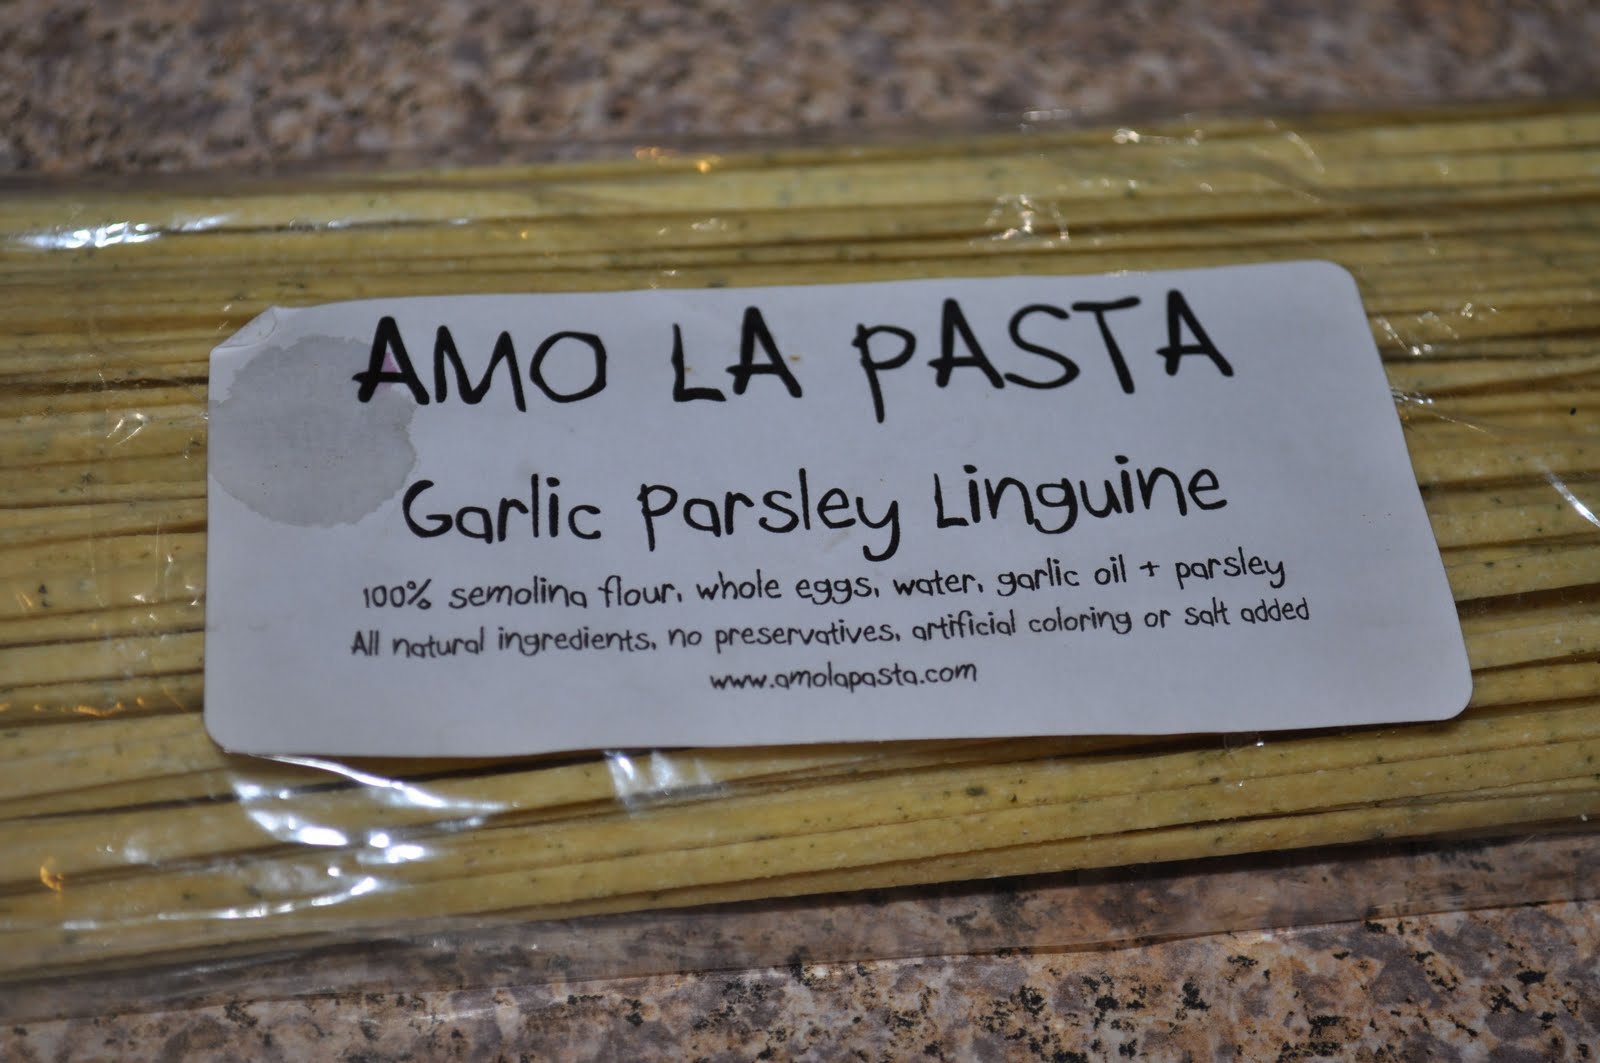 AMO LA PASTA
Garlic Parsley Linguine
100% semolina flour, whole eggs, water, garlic oil + parsley
All natural ingredients, no preservatives, artificial coloring or salt added
www.amolapasta.com